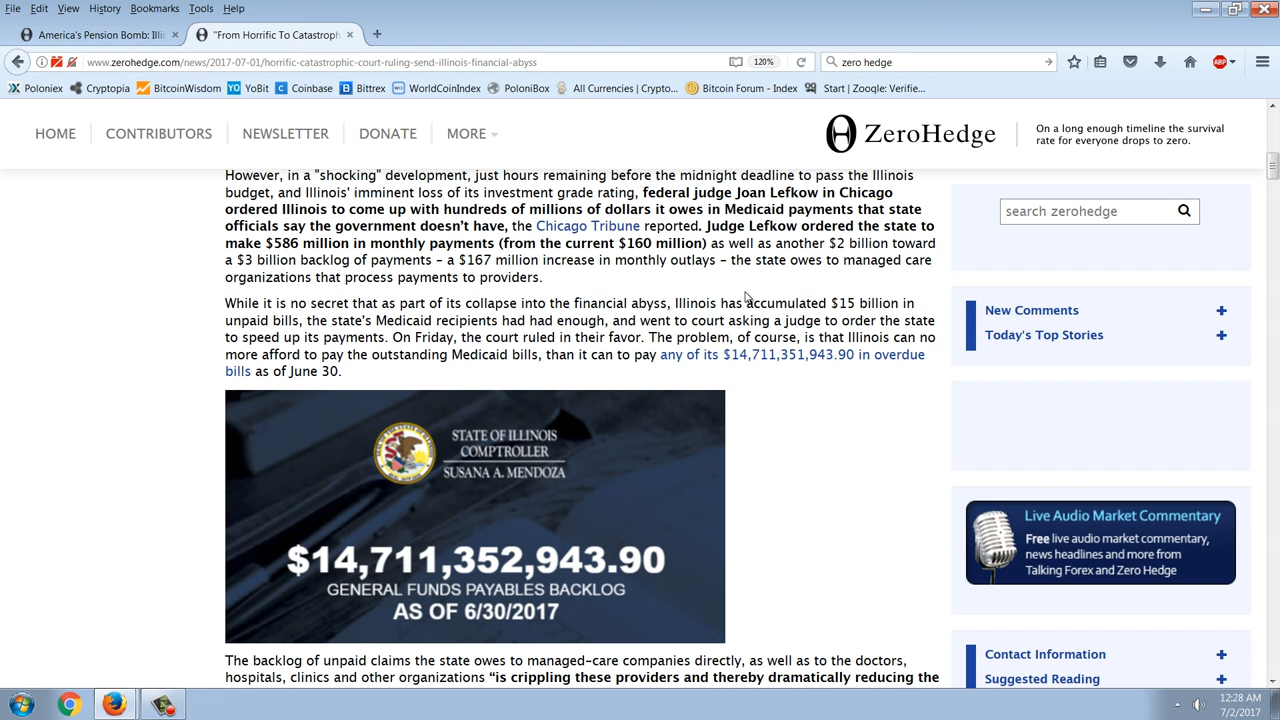 File Edit View History Bookmarks Tools Help
America's Pension Bomb: Illi × "From Horrific To Catastroph × +
www.zerohedge.com/news/2017-07-01/horrific-catastrophic-court-ruling-send-illinois-financial-abyss 120% zero hedge ABP
Poloniex Cryptopia BitcoinWisdom YoBit Coinbase Bittrex WorldCoinIndex PoloniBox All Currencies | Crypto... Bitcoin Forum - Index Start | Zooqle: Verifie...
HOME CONTRIBUTORS NEWSLETTER DONATE MORE ZeroHedge
On a long enough timeline the survival
rate for everyone drops to zero.
However, in a "shocking" development, just hours remaining before the midnight deadline to pass the Illinois
budget, and Illinois' imminent loss of its investment grade rating, federal judge Joan Lefkow in Chicago
ordered Illinois to come up with hundreds of millions of dollars it owes in Medicaid payments that state
officials say the government doesn't have, the Chicago Tribune reported. Judge Lefkow ordered the state to
make $586 million in monthly payments (from the current $160 million) as well as another $2 billion toward
a $3 billion backlog of payments – a $167 million increase in monthly outlays – the state owes to managed care
organizations that process payments to providers.
While it is no secret that as part of its collapse into the financial abyss, Illinois has accumulated $15 billion in
unpaid bills, the state's Medicaid recipients had had enough, and went to court asking a judge to order the state
to speed up its payments. On Friday, the court ruled in their favor. The problem, of course, is that Illinois can no
more afford to pay the outstanding Medicaid bills, than it can to pay any of its $14,711,351,943.90 in overdue
bills as of June 30.
STATE OF ILLINOIS
COMPTROLLER
SUSANA A. MENDOZA
$14,711,352,943.90
GENERAL FUNDS PAYABLES BACKLOG
AS OF 6/30/2017
The backlog of unpaid claims the state owes to managed-care companies directly, as well as to the doctors,
hospitals, clinics and other organizations "is crippling these providers and thereby dramatically reducing the
search zerohedge
New Comments +
Today's Top Stories +
Live Audio Market Commentary
Free live audio market commentary,
news headlines and more from
Talking Forex and Zero Hedge
Contact Information +
Suggested Reading +
12:28 AM
7/2/2017